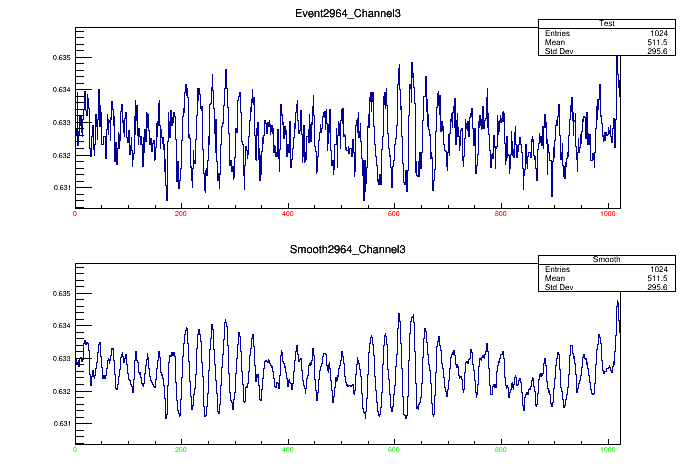 Event2964_Channel3
Test
Entries 1024
Mean 511.5
Std Dev 295.6
0.635
0.634
0.633
0.632
0.631
0 200 400 600 800 1000
Smooth2964_Channel3
Smooth
Entries 1024
Mean 511.5
Std Dev 295.6
0.635
0.634
0.633
0.632
0.631
0 200 400 600 800 1000